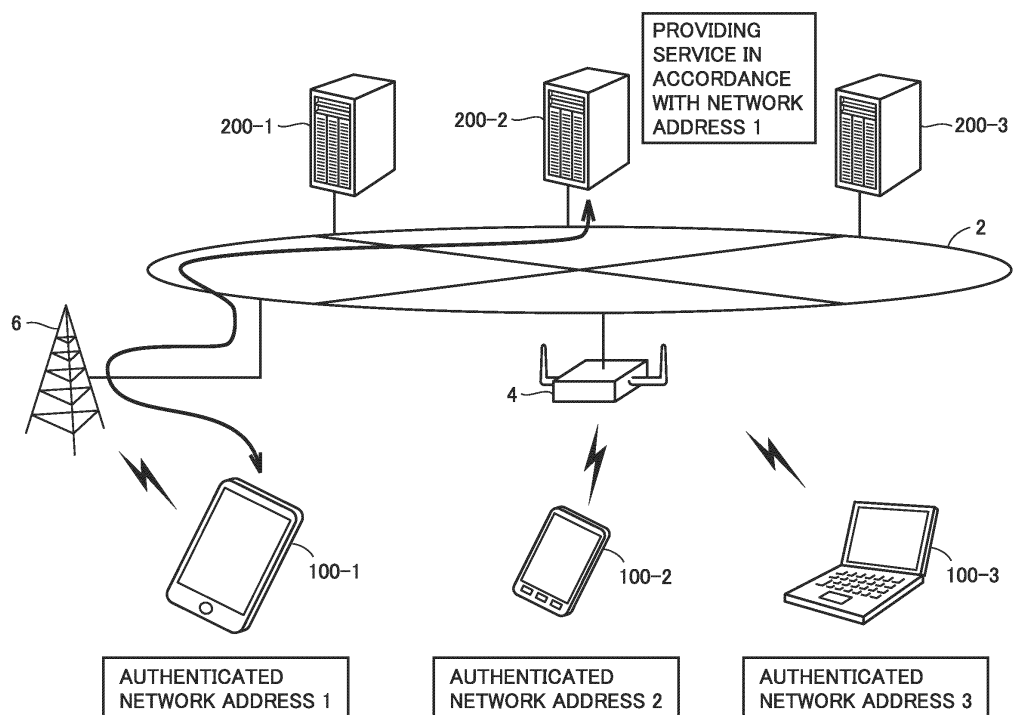 PROVIDING
SERVICE IN
ACCORDANCE
WITH NETWORK
ADDRESS 1
200-1
200-2
200-3
2
6
4
100-1
100-2
100-3
AUTHENTICATED
NETWORK ADDRESS 1
AUTHENTICATED
NETWORK ADDRESS 2
AUTHENTICATED
NETWORK ADDRESS 3